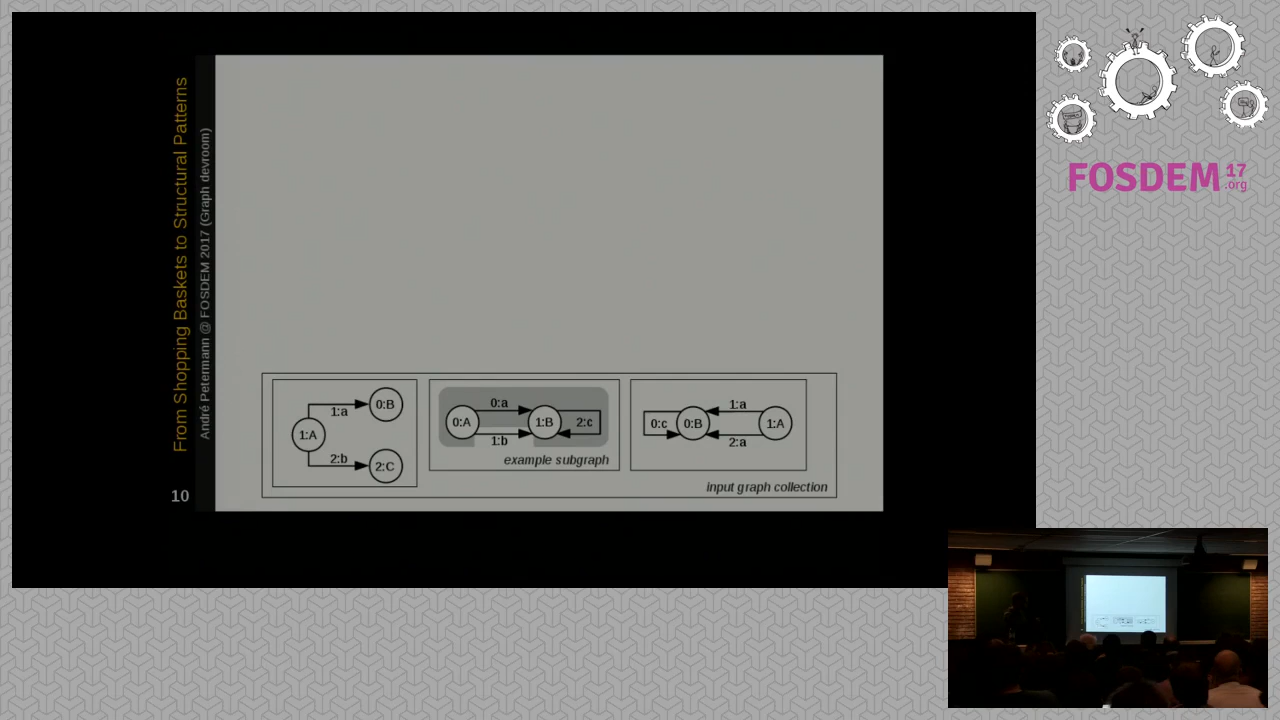 From Shopping Baskets to Structural Patterns
André Petermann @ FOSDEM 2017 (Graph devroom)
10
1:A
1:a
0:B
2:b
2:C
0:A
0:a
1:b
1:B
2:c
example subgraph
0:c
0:B
1:a
2:a
1:A
input graph collection
FOSDEM 17
.org